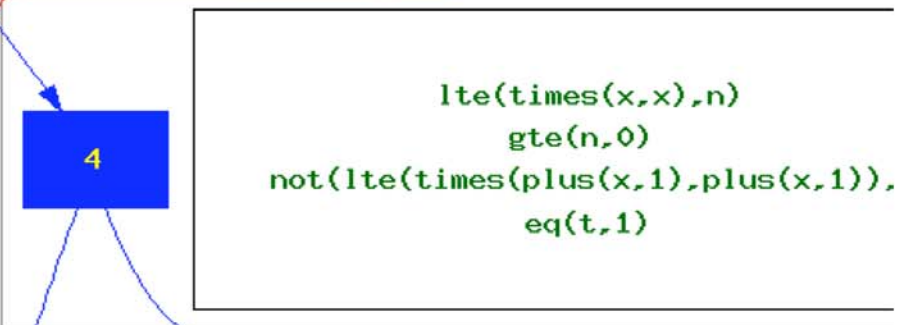 4
lte(times(x,x),n)
gte(n,0)
not(lte(times(plus(x,1),plus(x,1)),
eq(t,1)